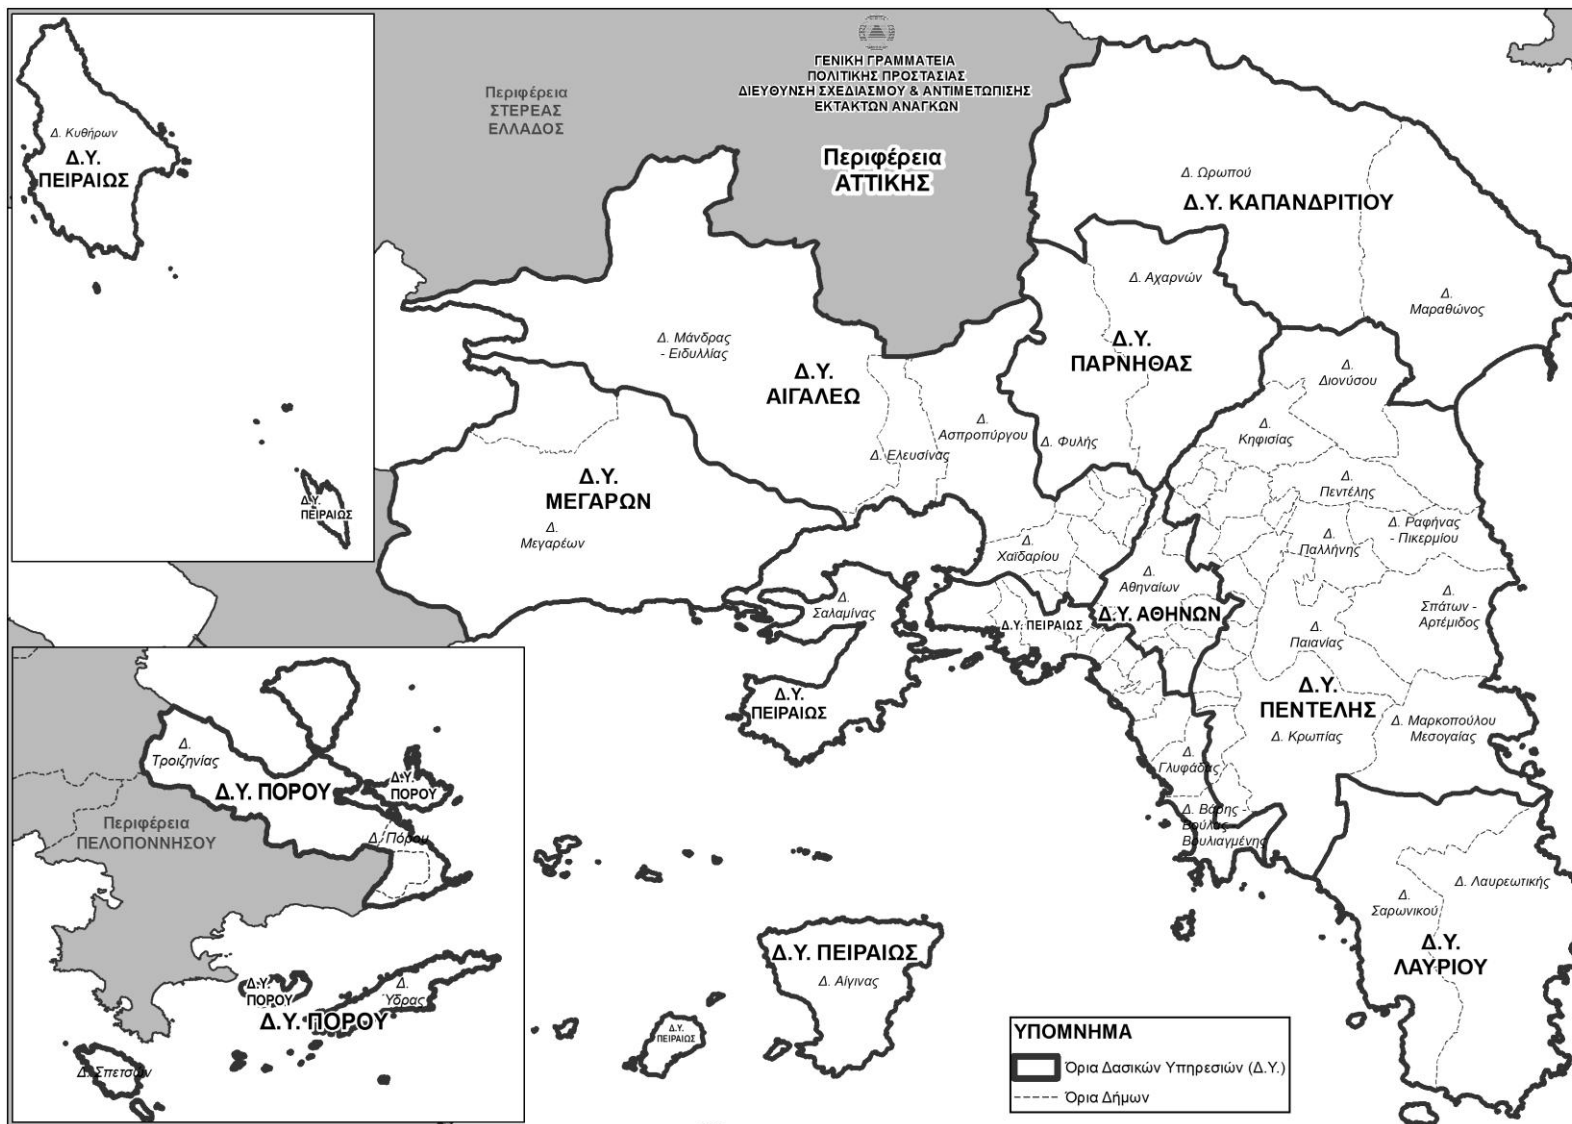 ΓΕΝΙΚΗ ΓΡΑΜΜΑΤΕΙΑ
ΠΟΛΙΤΙΚΗΣ ΠΡΟΣΤΑΣΙΑΣ
ΔΙΕΥΘΥΝΣΗ ΣΧΕΔΙΑΣΜΟΥ & ΑΝΤΙΜΕΤΩΠΙΣΗΣ
ΕΚΤΑΚΤΩΝ ΑΝΑΓΚΩΝ
Περιφέρεια
ΑΤΤΙΚΗΣ
Περιφέρεια
ΣΤΕΡΕΑΣ
ΕΛΛΑΔΟΣ
Δ. Κυθήρων
Δ.Υ.
ΠΕΙΡΑΙΩΣ
Δ.Υ.
ΠΕΙΡΑΙΩΣ
Δ. Ωρωπού
Δ.Υ. ΚΑΠΑΝΔΡΙΤΙΟΥ
Δ.
Μαραθώνος
Δ. Αχαρνών
Δ.Υ.
ΠΑΡΝΗΘΑΣ
Δ. Φυλής
Δ. Μάνδρας
- Ειδυλλίας
Δ.Υ.
ΑΙΓΑΛΕΩ
Δ.
Ασπροπύργου
Δ. Ελευσίνας
Δ.Υ.
ΜΕΓΑΡΩΝ
Δ.
Μεγαρέων
Δ.
Διονύσου
Δ.
Κηφισίας
Δ.
Πεντέλης
Δ. Ραφήνας
- Πικερμίου
Δ.
Παλλήνης
Δ.
Χαϊδαρίου
Δ.
Αθηναίων
Δ.Υ. ΑΘΗΝΩΝ
Δ.Υ. ΠΕΙΡΑΙΩΣ
Δ.
Σαλαμίνας
Δ.Υ.
ΠΕΙΡΑΙΩΣ
Δ.
Σπάτων -
Αρτέμιδος
Δ.
Παιανίας
Δ.Υ.
ΠΕΝΤΕΛΗΣ
Δ. Κρωπίας
Δ. Μαρκοπούλου
Μεσογαίας
Δ.
Γλυφάδας
Δ. Βάρης -
Βούλας -
Βουλιαγμένης
Δ. Λαυρεωτικής
Δ.
Σαρωνικού
Δ.Υ.
ΛΑΥΡΙΟΥ
Δ.Υ. ΠΕΙΡΑΙΩΣ
Δ. Αίγινας
Δ.Υ.
ΠΕΙΡΑΙΩΣ
Δ.
Τροιζηνίας
Δ.Υ. ΠΟΡΟΥ
Δ.Υ.
ΠΟΡΟΥ
Δ. Πόρου
Περιφέρεια
ΠΕΛΟΠΟΝΝΗΣΟΥ
Δ.Υ.
ΠΟΡΟΥ
Δ.
Ύδρας
Δ.Υ. ΠΟΡΟΥ
Δ. Σπετσών
ΥΠΟΜΝΗΜΑ
Όρια Δασικών Υπηρεσιών (Δ.Υ.)
Όρια Δήμων